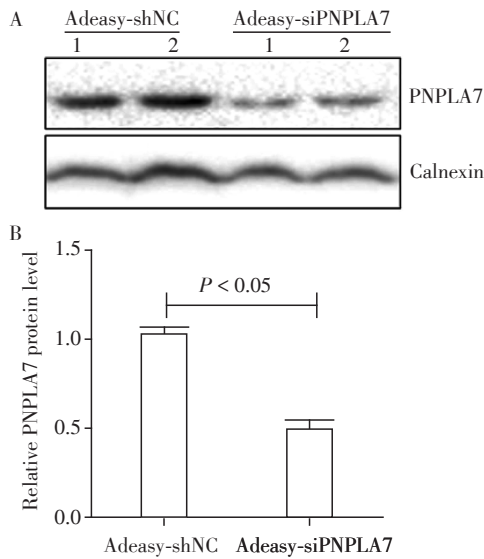 A
Adeasy-shNC Adeasy-siPNPLA7
1 2 1 2
PNPLA7
Calnexin
B
Relative PNPLA7 protein level
1.5
1.0
0.5
0.0
P < 0.05
Adeasy-shNC Adeasy-siPNPLA7